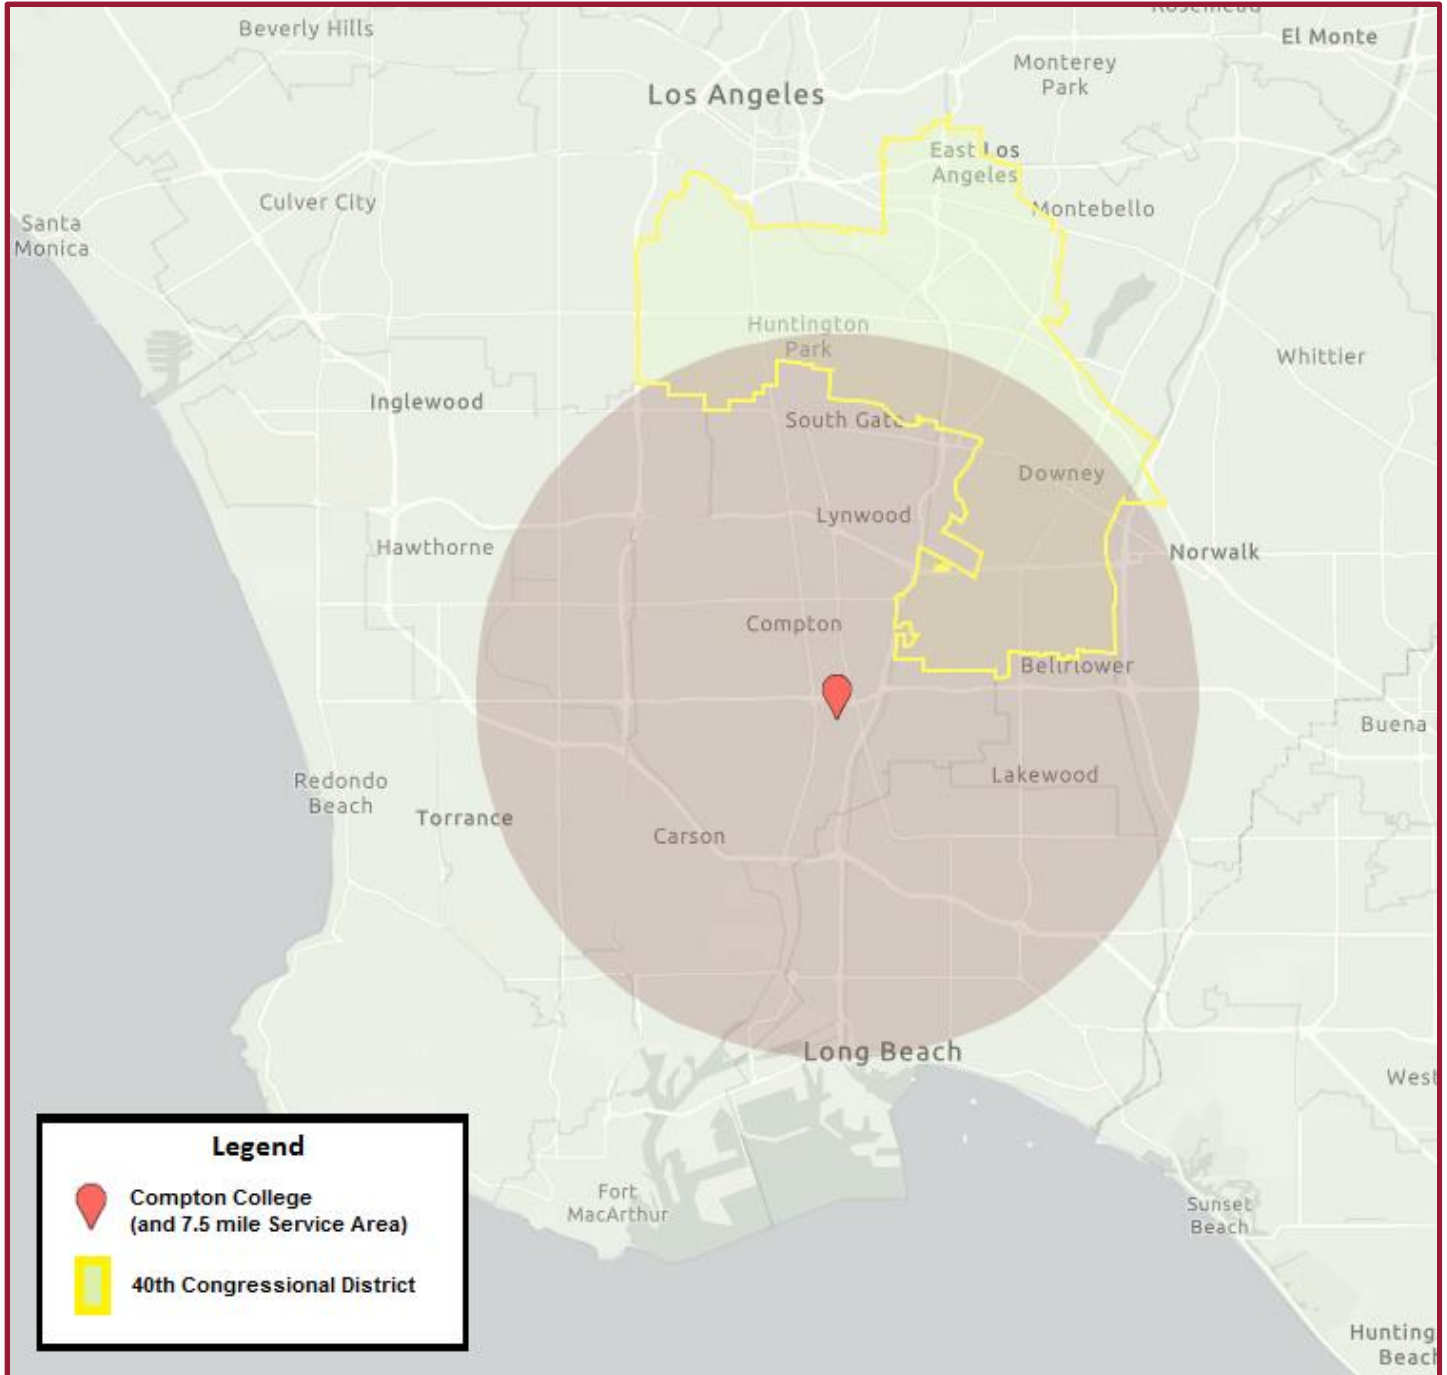 Rosemead
Beverly Hills
El Monte
Monterey
Park
Los Angeles
East Los
Angeles
Culver City
Montebello
Santa
Monica
Huntington
Park
Whittier
Inglewood
South Gate
Downey
Lynwood
Hawthorne
Norwalk
Compton
Bellflower
Buena
Redondo
Beach
Lakewood
Torrance
Carson
Long Beach
West
Fort
MacArthur
Sunset
Beach
Hunting
Beach
Legend
Compton College
(and 7.5 mile Service Area)
40th Congressional District